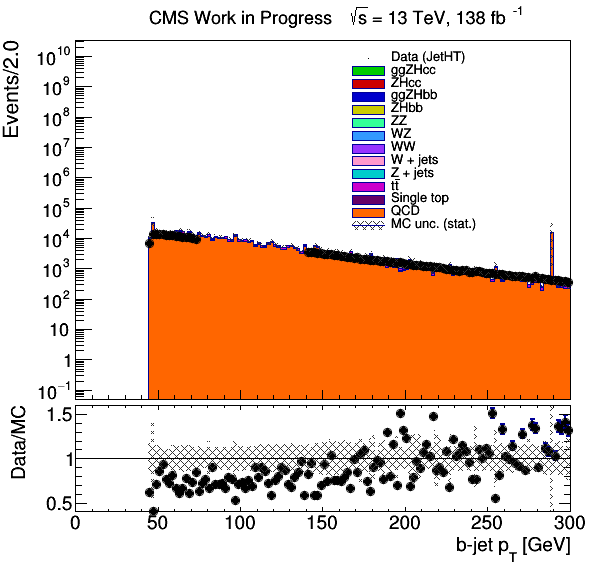 CMS Work in Progress √s = 13 TeV, 138 fb⁻¹
Events/2.0
10¹⁰
10⁹
10⁸
10⁷
10⁶
10⁵
10⁴
10³
10²
10
1
10⁻¹
Data (JetHT)
ggZHcc
ZHcc
ggZHbb
ZHbb
ZZ
WZ
WW
W + jets
Z + jets
tt̄
Single top
QCD
MC unc. (stat.)
Data/MC
1.5
1
0.5
0 50 100 150 200 250 300
b-jet p_T [GeV]